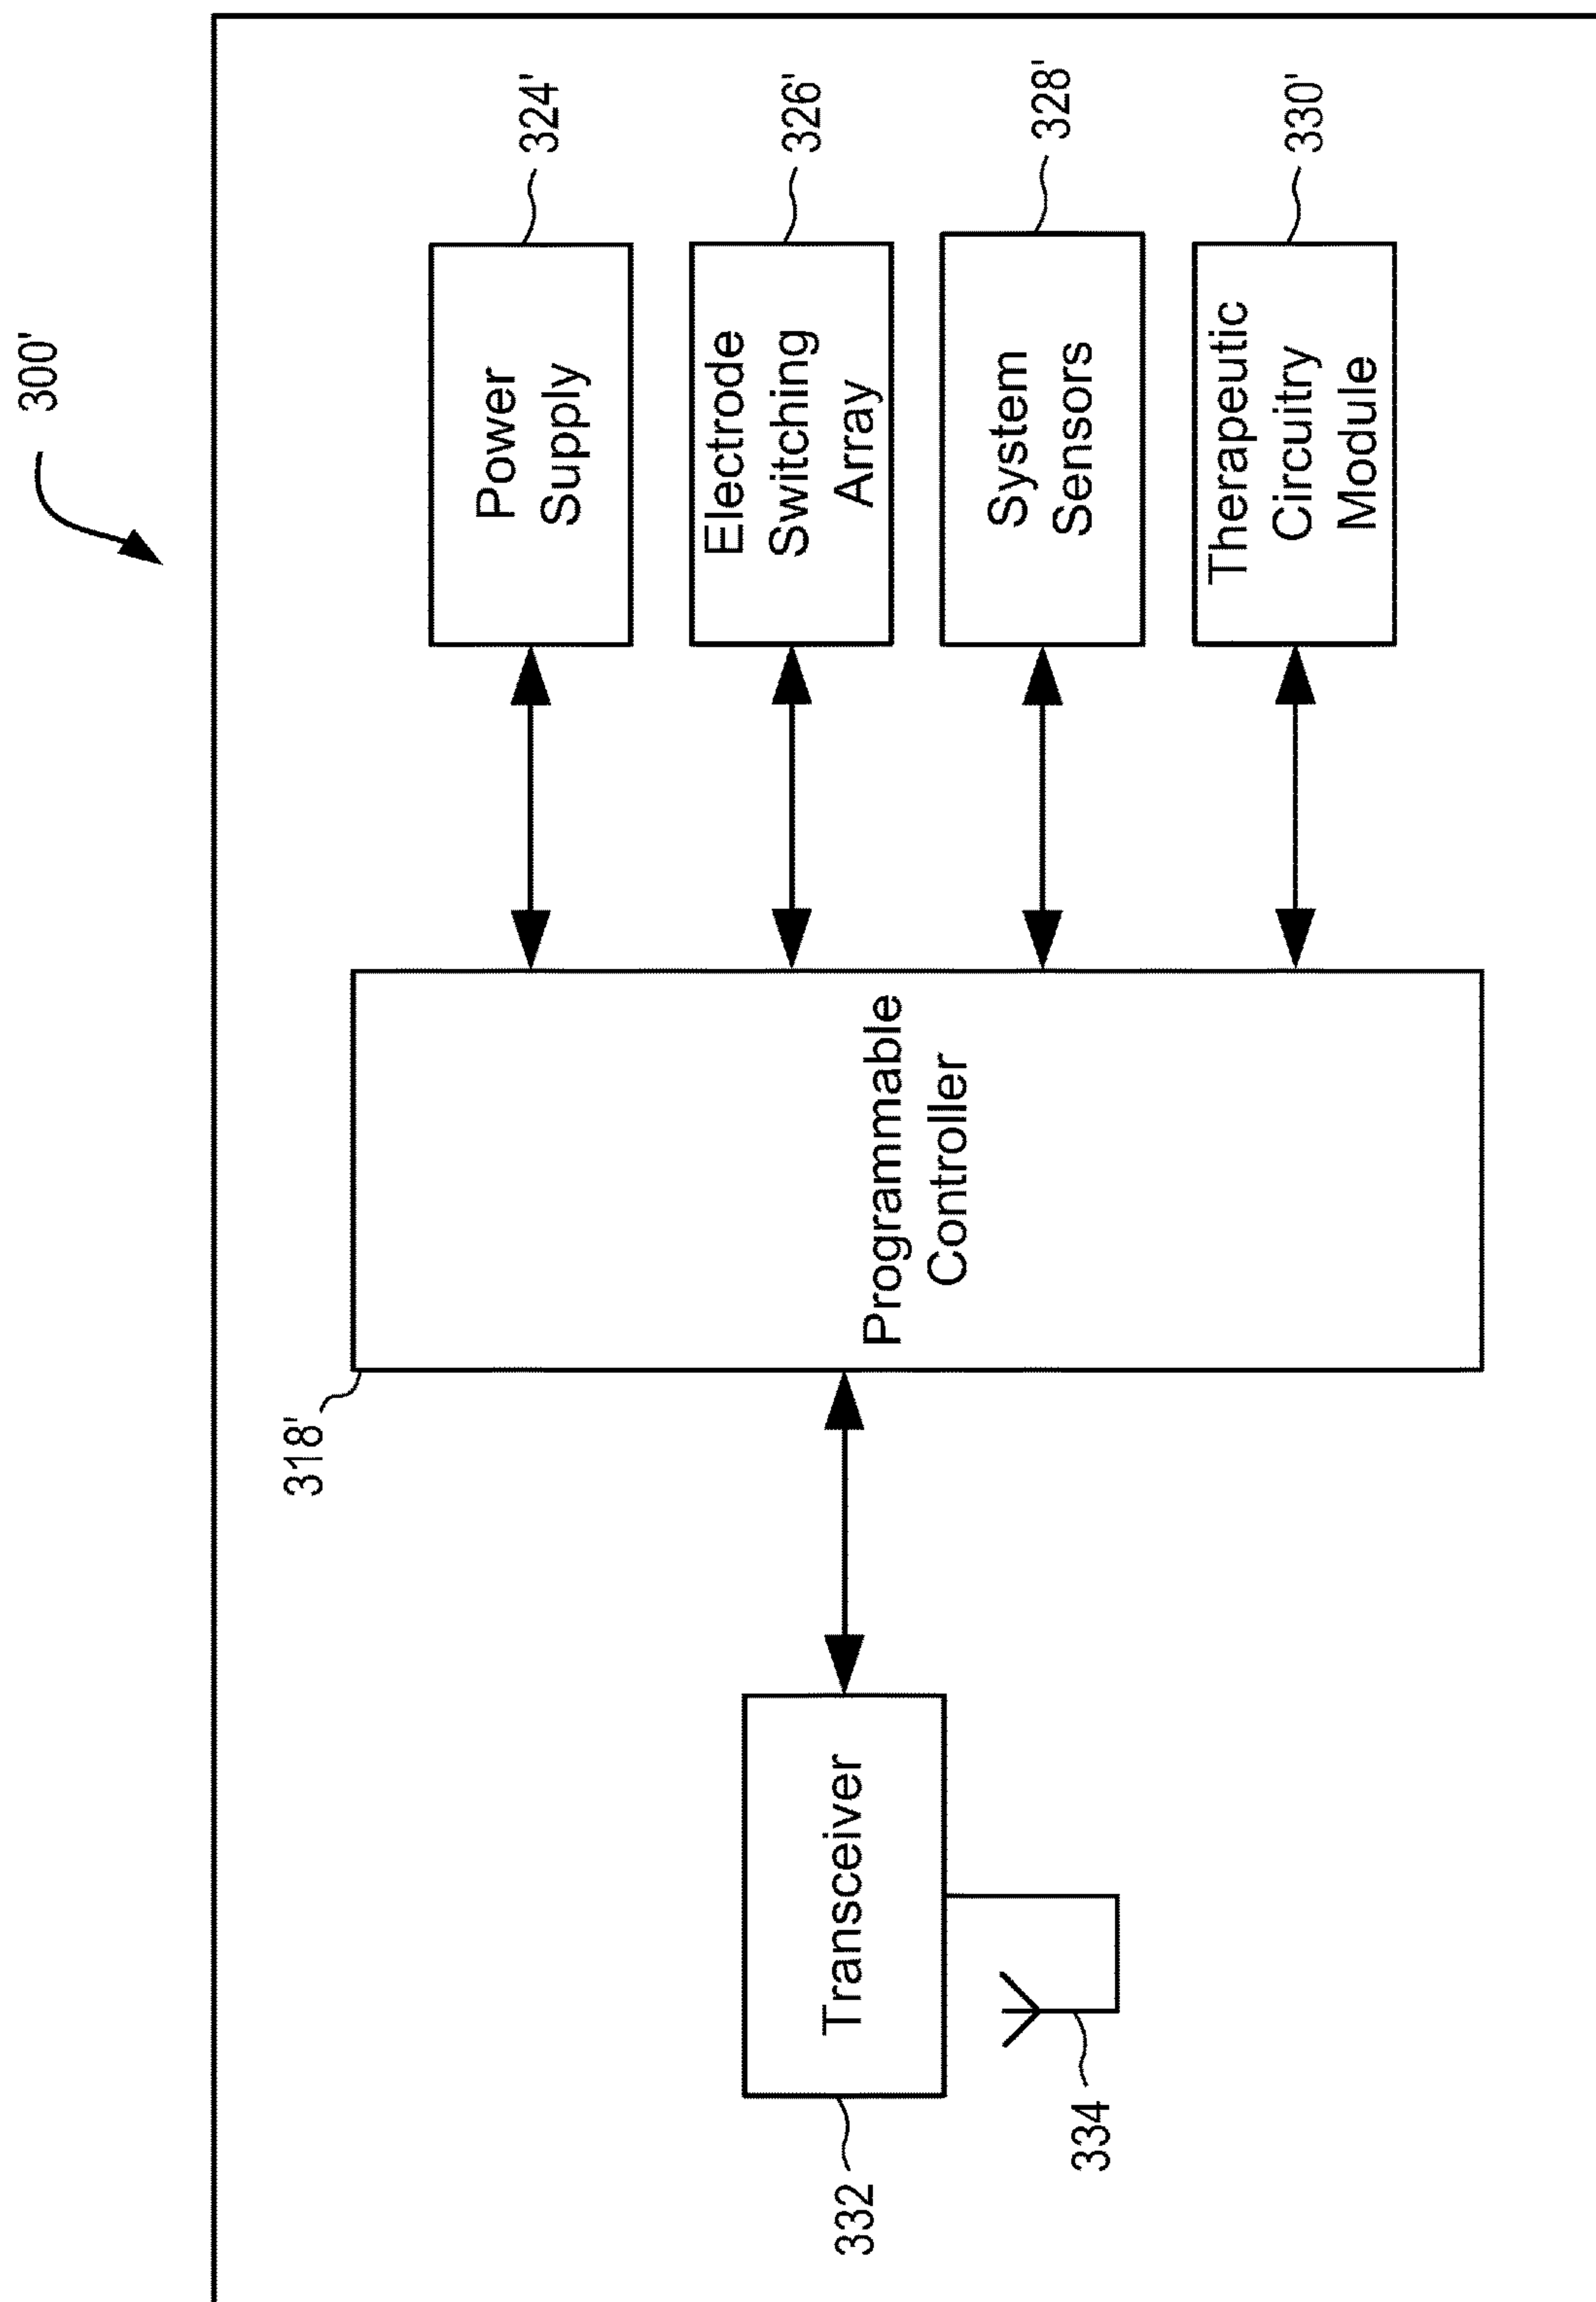 300'
318'
Programmable
Controller
324'
Power
Supply
326'
Electrode
Switching
Array
328'
System
Sensors
330'
Therapeutic
Circuitry
Module
Transceiver
332
334